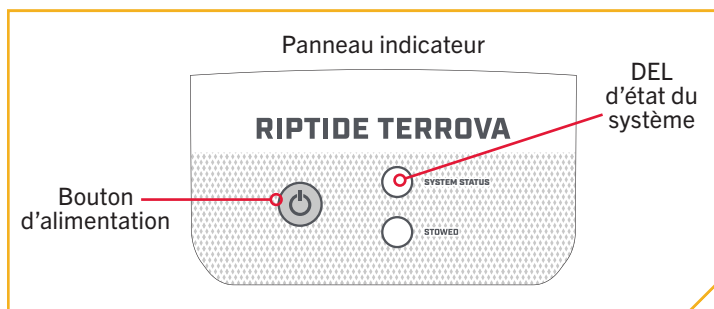 Panneau indicateur
DEL
d'état du
système
RIPTIDE TERROVA
SYSTEM STATUS
Bouton
d'alimentation
STOWED